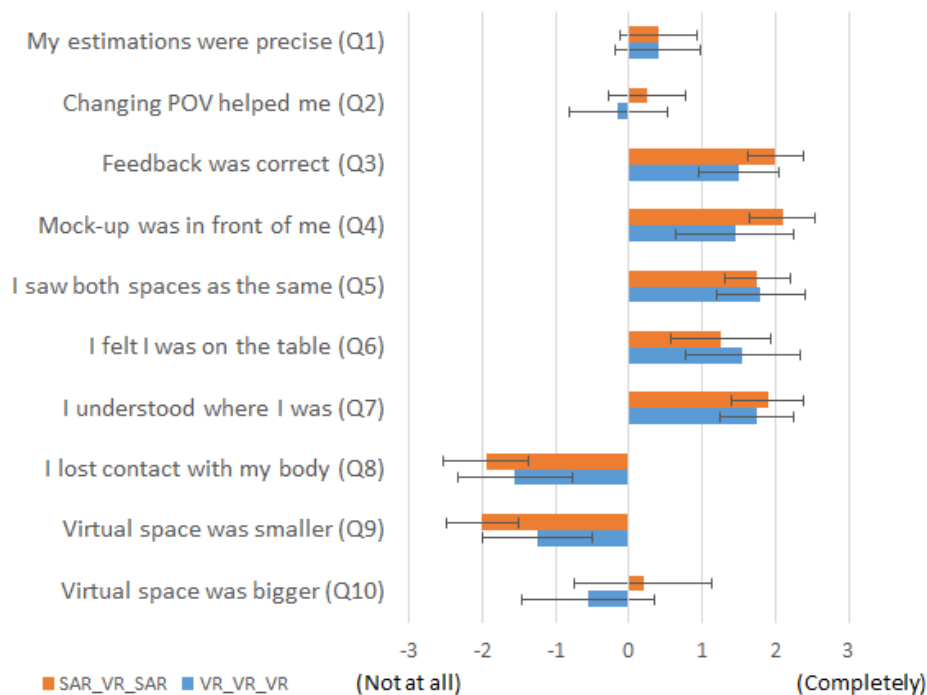 My estimations were precise (Q1)
Changing POV helped me (Q2)
Feedback was correct (Q3)
Mock-up was in front of me (Q4)
I saw both spaces as the same (Q5)
I felt I was on the table (Q6)
I understood where I was (Q7)
I lost contact with my body (Q8)
Virtual space was smaller (Q9)
Virtual space was bigger (Q10)
-3 -2 -1 0 1 2 3
SAR_VR_SAR VR_VR_VR (Not at all) (Completely)